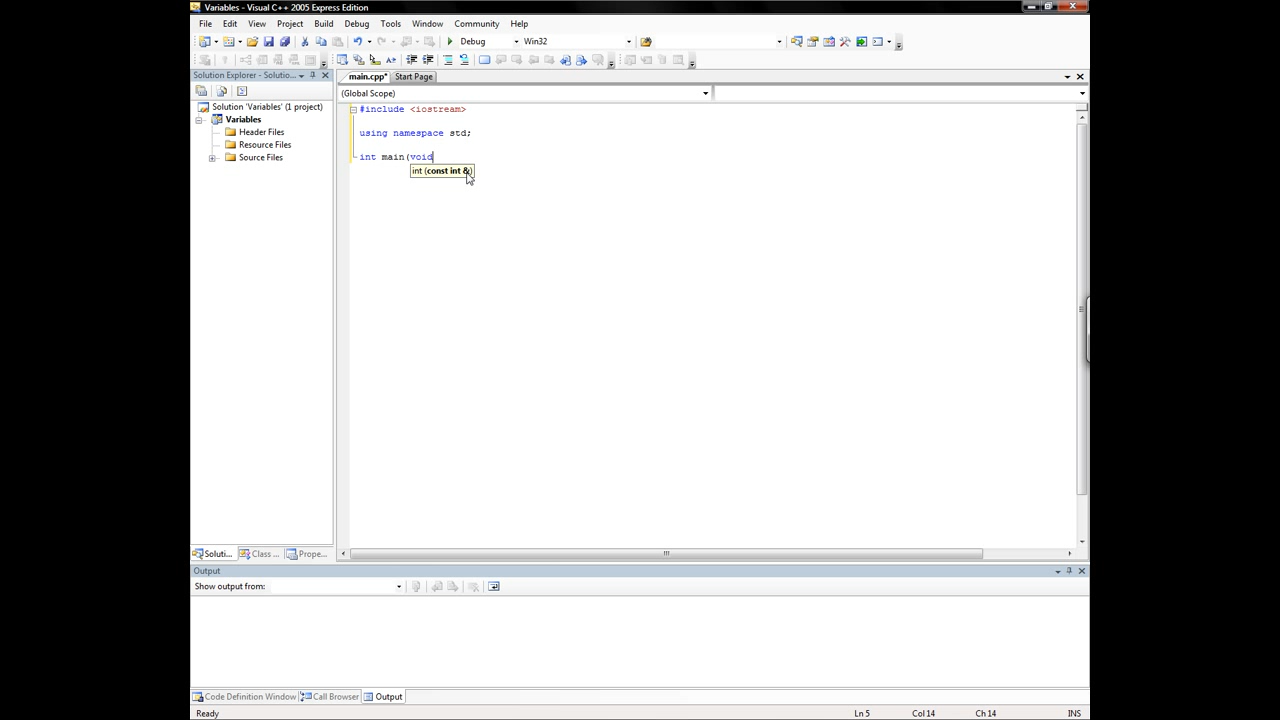 Variables - Visual C++ 2005 Express Edition
File Edit View Project Build Debug Tools Window Community Help
Debug Win32
Solution Explorer - Solutio...
main.cpp* Start Page
(Global Scope)
Solution 'Variables' (1 project)
Variables
Header Files
Resource Files
Source Files
#include <iostream>
using namespace std;
int main(void
int (const int &)
Soluti... Class ... Prope...
Output
Show output from:
Code Definition Window Call Browser Output
Ready Ln 5 Col 14 Ch 14 INS